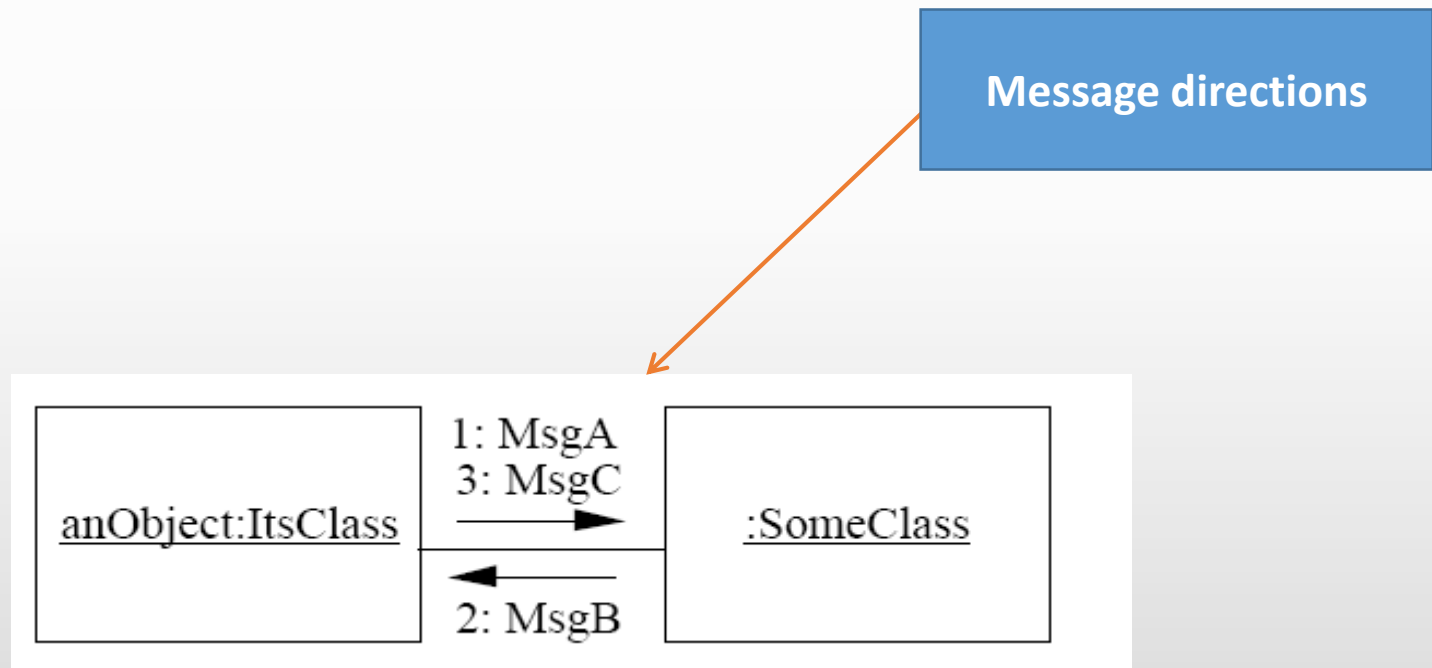 Message directions
1: MsgA
3: MsgC
anObject:ItsClass
:SomeClass
2: MsgB